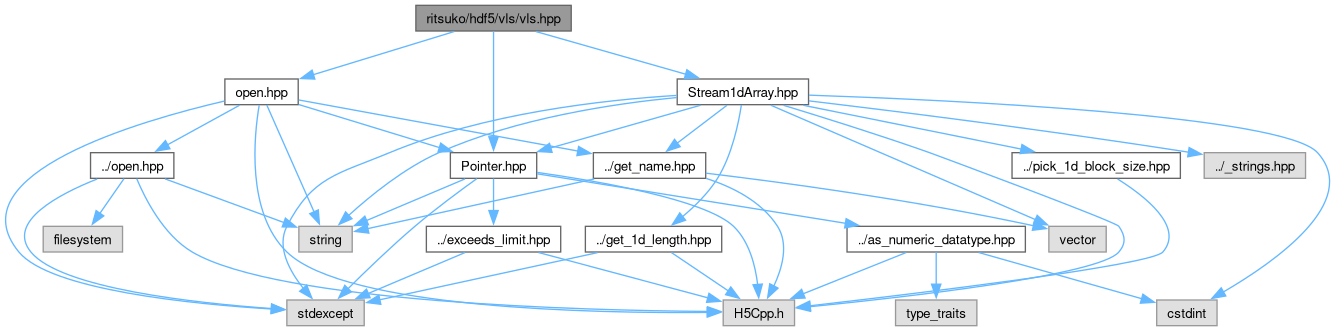 ritsuko/hdf5/vls/vls.hpp
open.hpp
Stream1dArray.hpp
../open.hpp
Pointer.hpp
../get_name.hpp
../pick_1d_block_size.hpp
../_strings.hpp
filesystem
string
../exceeds_limit.hpp
../get_1d_length.hpp
../as_numeric_datatype.hpp
vector
stdexcept
H5Cpp.h
type_traits
cstdint